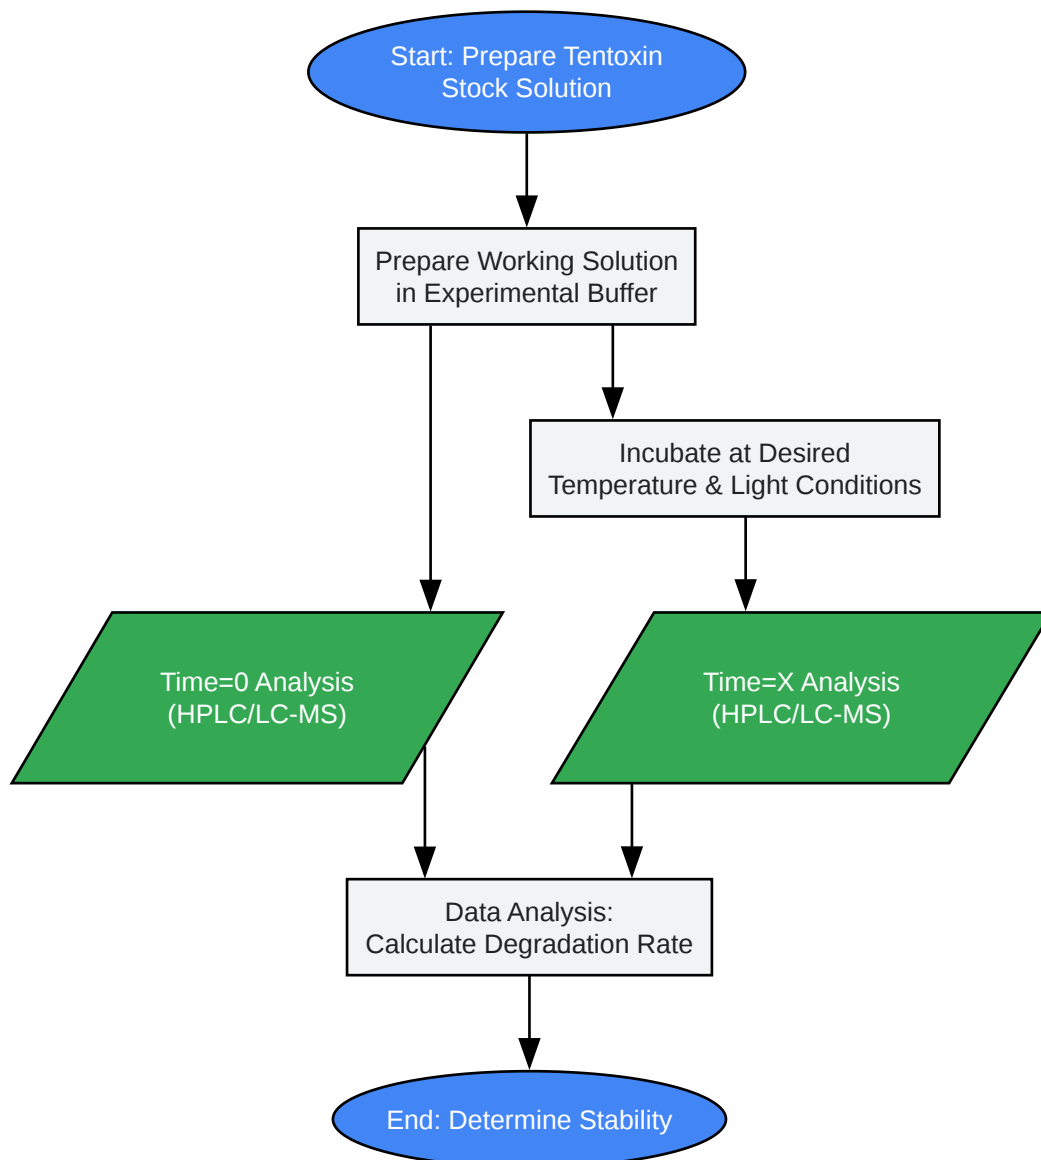 Start: Prepare Tentoxin
Stock Solution
Prepare Working Solution
in Experimental Buffer
Incubate at Desired
Temperature & Light Conditions
Time=0 Analysis
(HPLC/LC-MS)
Time=X Analysis
(HPLC/LC-MS)
Data Analysis:
Calculate Degradation Rate
End: Determine Stability